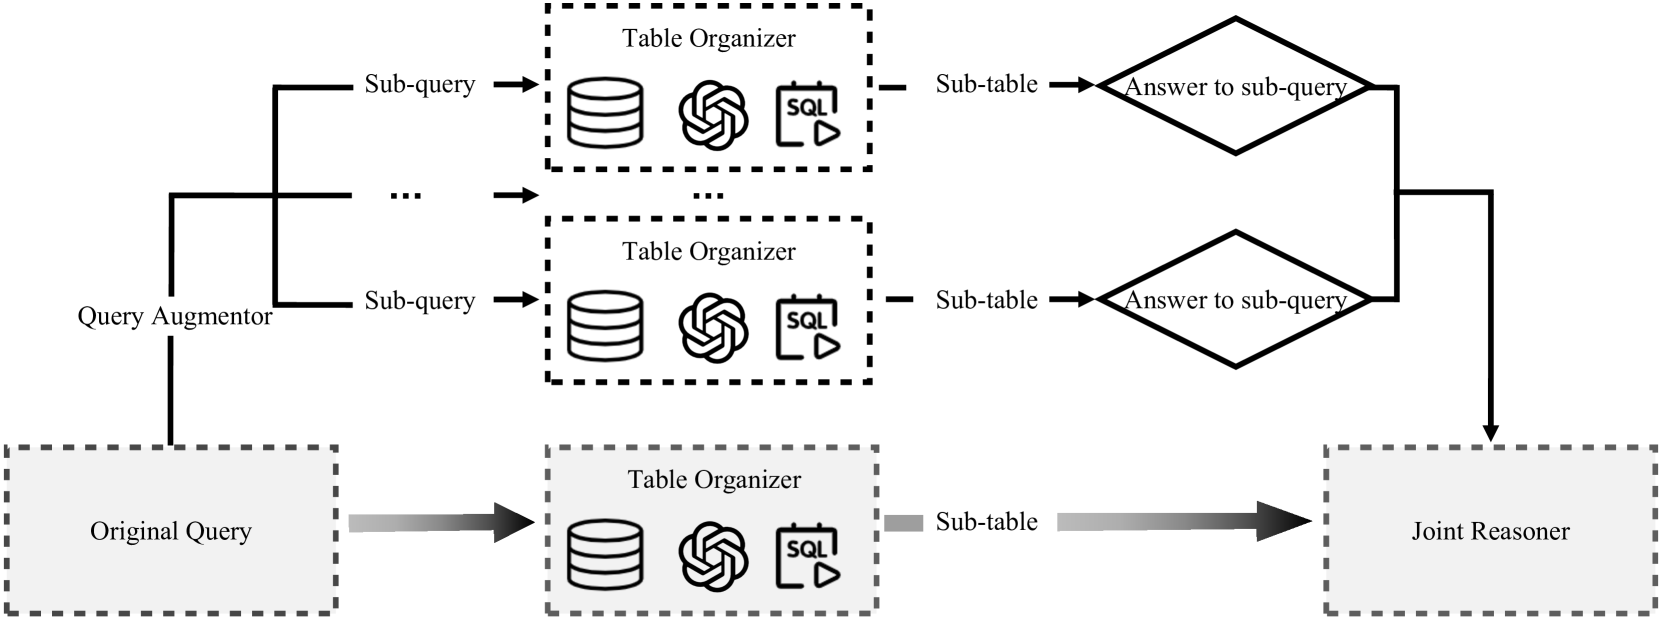 Table Organizer
Sub-query
SQL
Sub-table
Answer to sub-query
...
...
Table Organizer
Query Augmentor
Sub-query
SQL
Sub-table
Answer to sub-query
Original Query
Table Organizer
SQL
Sub-table
Joint Reasoner